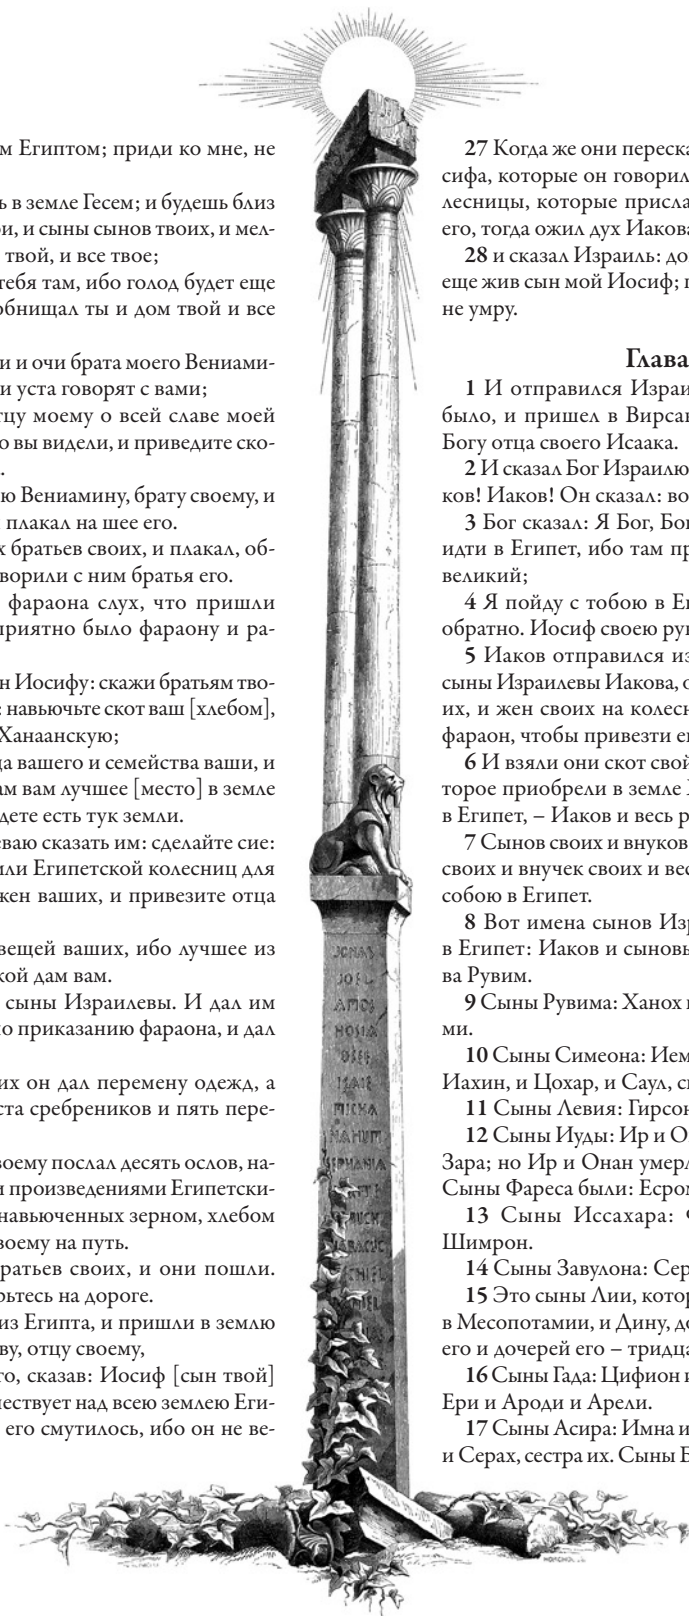 м Египтом; приди ко мне, не
ь в земле Гесем; и будешь близ
и, и сыны сынов твоих, и мел-
твой, и все твое;
тебя там, ибо голод будет еще
обнищал ты и дом твой и все
и и очи брата моего Вениами-
и уста говорят с вами;
тцу моему о всей славе моей
о вы видели, и приведите ско-
.
ю Вениамину, брату своему, и
плакал на шее его.
х братьев своих, и плакал, об-
ворили с ним братья его.
фараона слух, что пришли
приятно было фараону и ра-
н Иосифу: скажи братьям тво-
: навьючьте скот ваш [хлебом],
Ханаанскую;
ца вашего и семейства ваши, и
ам вам лучшее [место] в земле
дете есть тук земли.
еваю сказать им: сделайте сие:
или Египетской колесниц для
жен ваших, и привезите отца
вещей ваших, ибо лучшее из
кой дам вам.
сыны Израилевы. И дал им
по приказанию фараона, и дал
их он дал перемену одежд, а
ста сребреников и пять пере-
воему послал десять ослов, на-
и произведениями Египетски-
навьюченных зерном, хлебом
воему на путь.
ратьев своих, и они пошли.
рьтесь на дороге.
из Египта, и пришли в землю
ву, отцу своему,
го, сказав: Иосиф [сын твой]
чествует над всею землею Еги-
его смутилось, ибо он не ве-
JONAS
JOEL
AMOS
HOSIA
OSEE
ISAIE
MICHA
NAHUM
27 Когда же они переска
сифа, которые он говорил
лесницы, которые присла
его, тогда ожил дух Иакова
28 и сказал Израиль: до
еще жив сын мой Иосиф; п
не умру.
Глава
1 И отправился Израи
было, и пришел в Вирсав
Богу отца своего Исаака.
2 И сказал Бог Израилю
ков! Иаков! Он сказал: во
3 Бог сказал: Я Бог, Бог
идти в Египет, ибо там пр
великий;
4 Я пойду с тобою в Ег
обратно. Иосиф своею рук
5 Иаков отправился из
сыны Израилевы Иакова, о
их, и жен своих на колесн
фараон, чтобы привезти ег
6 И взяли они скот свой
торое приобрели в земле Х
в Египет, – Иаков и весь р
7 Сынов своих и внуков
своих и внучек своих и вес
собою в Египет.
8 Вот имена сынов Изр
в Египет: Иаков и сыновь
ва Рувим.
9 Сыны Рувима: Ханох и
ми.
10 Сыны Симеона: Ием
Иахин, и Цохар, и Саул, сы
11 Сыны Левия: Гирсон
12 Сыны Иуды: Ир и О
Зара; но Ир и Онан умерл
Сыны Фареса были: Есром
13 Сыны Иссахара: Ф
Шимрон.
14 Сыны Завулона: Сер
15 Это сыны Лии, котор
в Месопотамии, и Дину, до
его и дочерей его – тридца
16 Сыны Гада: Цифион и
Ери и Ароди и Арели.
17 Сыны Асира: Имна и
и Серах, сестра их. Сыны Б